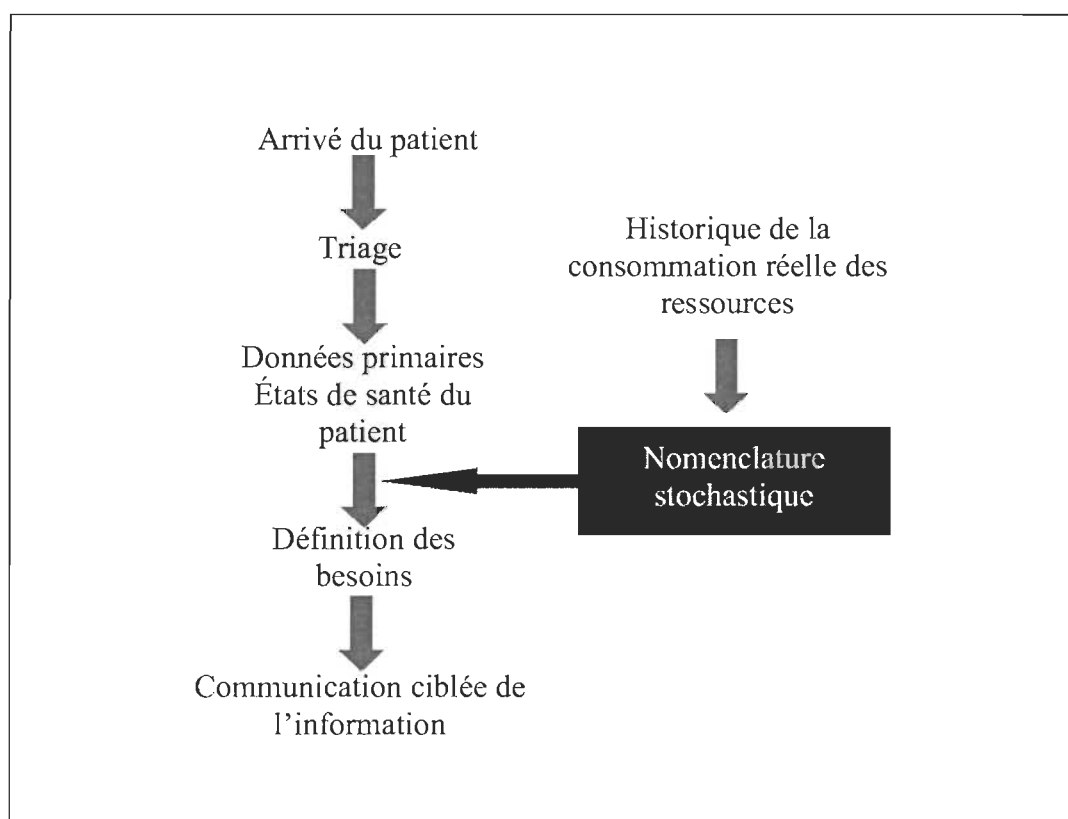 Arrivé du patient
Triage
Données primaires
États de santé du
patient
Définition des
besoins
Communication ciblée de
l'information
Historique de la
consommation réelle des
ressources
Nomenclature
stochastique